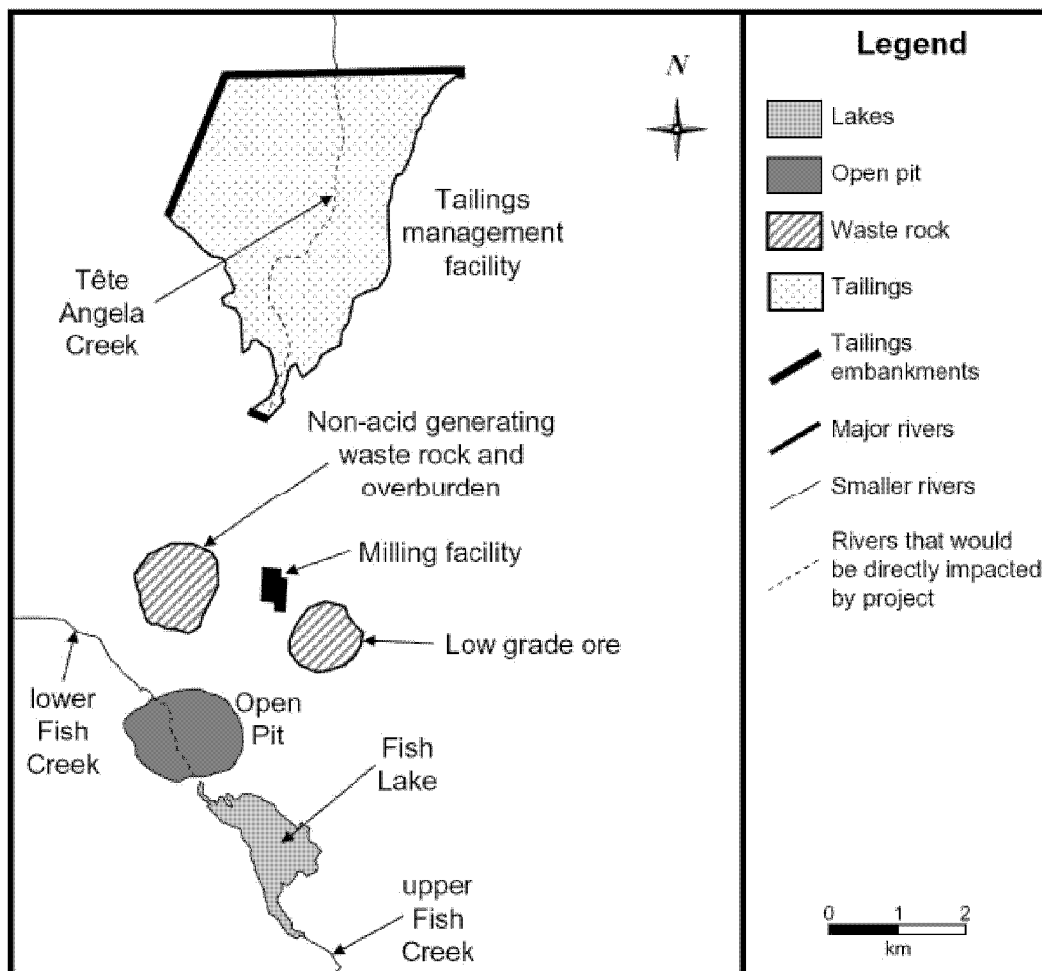 N
Tailings
management
facility
Tête
Angela
Creek
Non-acid generating
waste rock and
overburden
Milling facility
Low grade ore
lower
Fish
Creek
Open
Pit
Fish
Lake
upper
Fish
Creek
Legend
Lakes
Open pit
Waste rock
Tailings
Tailings
embankments
Major rivers
Smaller rivers
Rivers that would
be directly impacted
by project
0 1 2
km